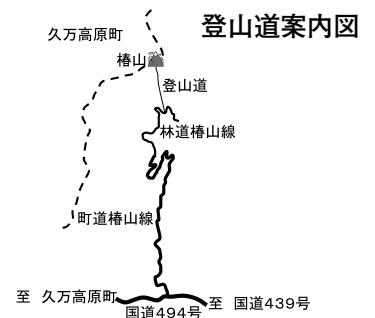 登山道案内図
久万高原町
椿山
登山道
林道椿山線
町道椿山線
至 久万高原町
至 国道439号
国道494号